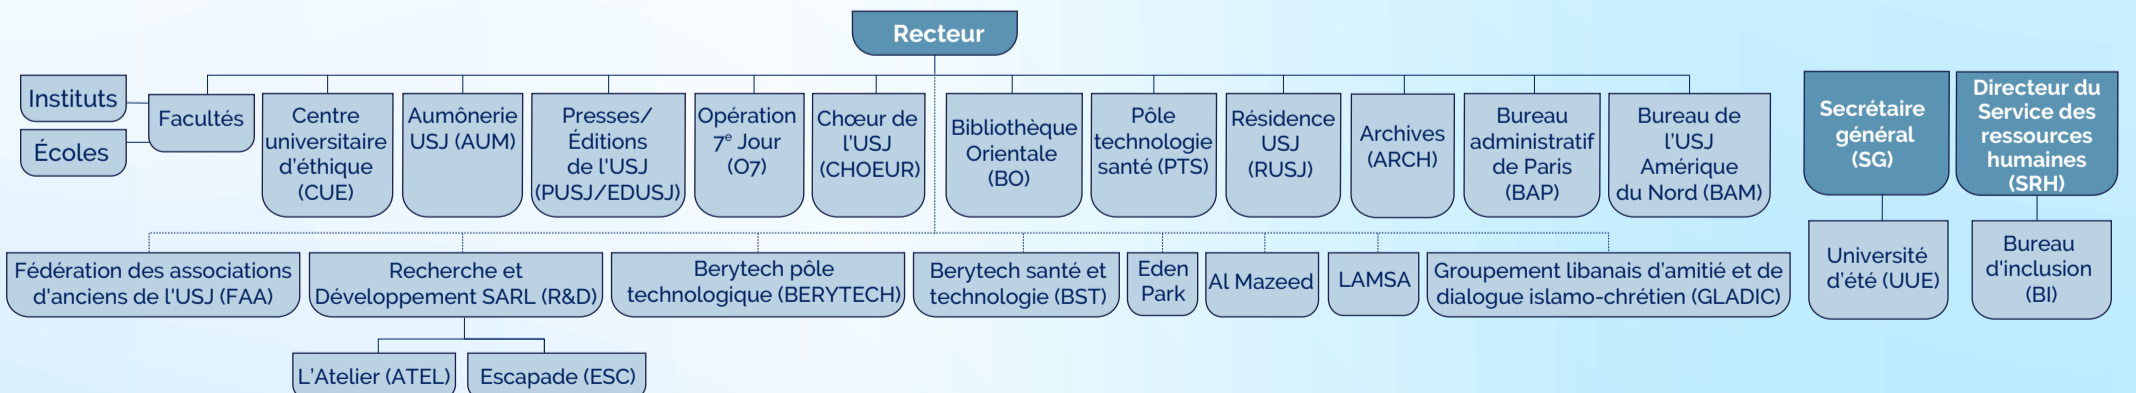 Recteur
Instituts
Écoles
Facultés
Centre
universitaire
d'éthique
(CUE)
Aumônerie
USJ (AUM)
Presses/
Éditions
de l'USJ
(PUSJ/EDUSJ)
Opération
7e Jour
(O7)
Chœur de
l'USJ
(CHOEUR)
Bibliothèque
Orientale
(BO)
Pôle
technologie
santé (PTS)
Résidence
USJ
(RUSJ)
Archives
(ARCH)
Bureau
administratif
de Paris
(BAP)
Bureau de
l'USJ
Amérique
du Nord (BAM)
Secrétaire
général
(SG)
Directeur du
Service des
ressources
humaines
(SRH)
Fédération des associations
d'anciens de l'USJ (FAA)
Recherche et
Développement SARL (R&D)
Berytech pôle
technologique (BERYTECH)
Berytech santé et
technologie (BST)
Eden
Park
Al Mazeed
LAMSA
Groupement libanais d'amitié et de
dialogue islamo-chrétien (GLADIC)
Université
d'été (UUE)
Bureau
d'inclusion
(BI)
L'Atelier (ATEL)
Escapade (ESC)